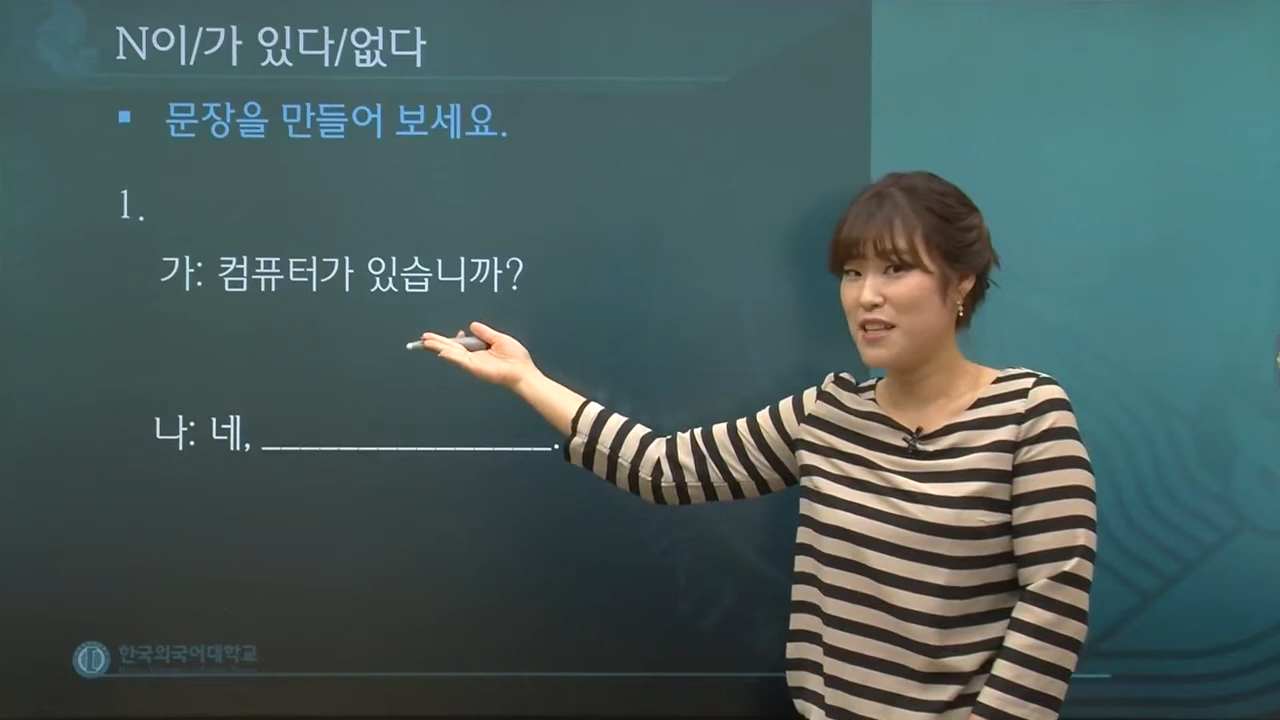 N이/가 있다/없다
▪ 문장을 만들어 보세요.
1.
가: 컴퓨터가 있습니까?
나: 네, _______________.
한국외국어대학교